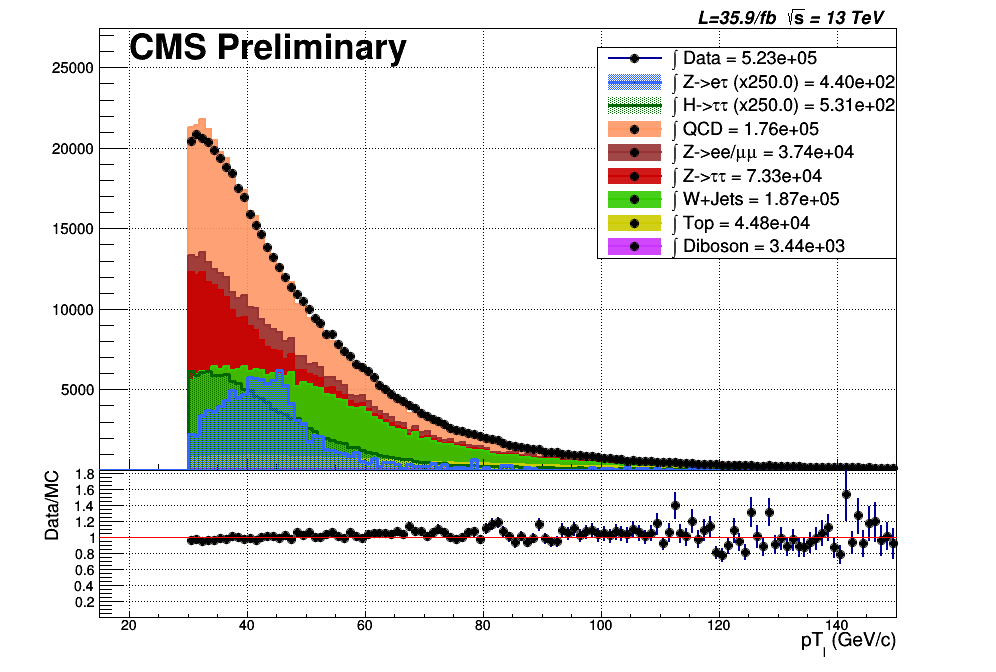 L=35.9/fb √s = 13 TeV
CMS Preliminary
∫ Data = 5.23e+05
∫ Z->eτ (x250.0) = 4.40e+02
∫ H->ττ (x250.0) = 5.31e+02
∫ QCD = 1.76e+05
∫ Z->ee/μμ = 3.74e+04
∫ Z->ττ = 7.33e+04
∫ W+Jets = 1.87e+05
∫ Top = 4.48e+04
∫ Diboson = 3.44e+03
25000
20000
15000
10000
5000
Data/MC
1.8
1.6
1.4
1.2
1
0.8
0.6
0.4
0.2
20 40 60 80 100 120 140
pT_l (GeV/c)